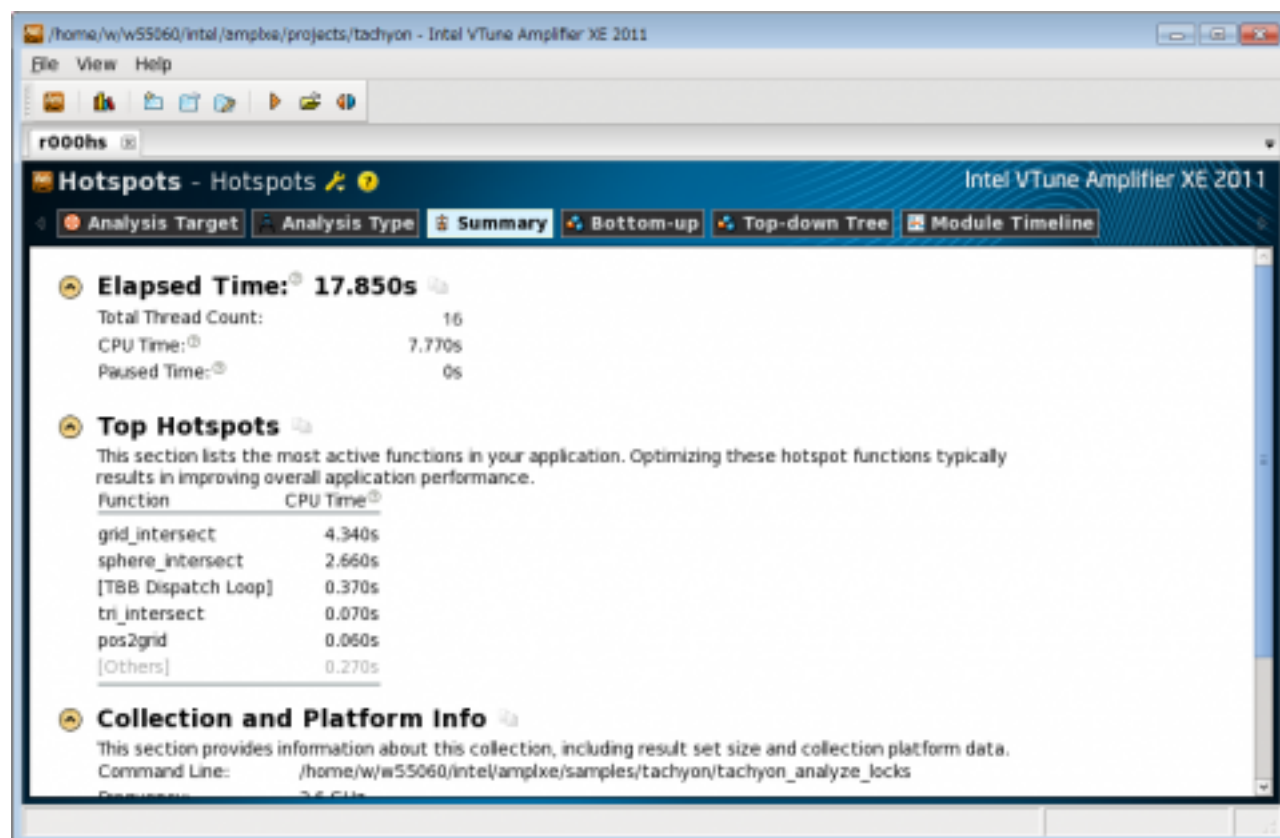 /home/w/w55060/intel/amplxe/projects/tachyon - Intel VTune Amplifier XE 2011
File View Help
r000hs
Hotspots - Hotspots ? Intel VTune Amplifier XE 2011
Analysis Target Analysis Type Summary Bottom-up Top-down Tree Module Timeline
Elapsed Time: 17.850s
Total Thread Count: 16
CPU Time: 7.770s
Paused Time: 0s
Top Hotspots
This section lists the most active functions in your application. Optimizing these hotspot functions typically
results in improving overall application performance.
Function CPU Time
grid_intersect 4.340s
sphere_intersect 2.660s
[TBB Dispatch Loop] 0.370s
tri_intersect 0.070s
pos2grid 0.060s
[Others] 0.270s
Collection and Platform Info
This section provides information about this collection, including result set size and collection platform data.
Command Line: /home/w/w55060/intel/amplxe/samples/tachyon/tachyon_analyze_locks